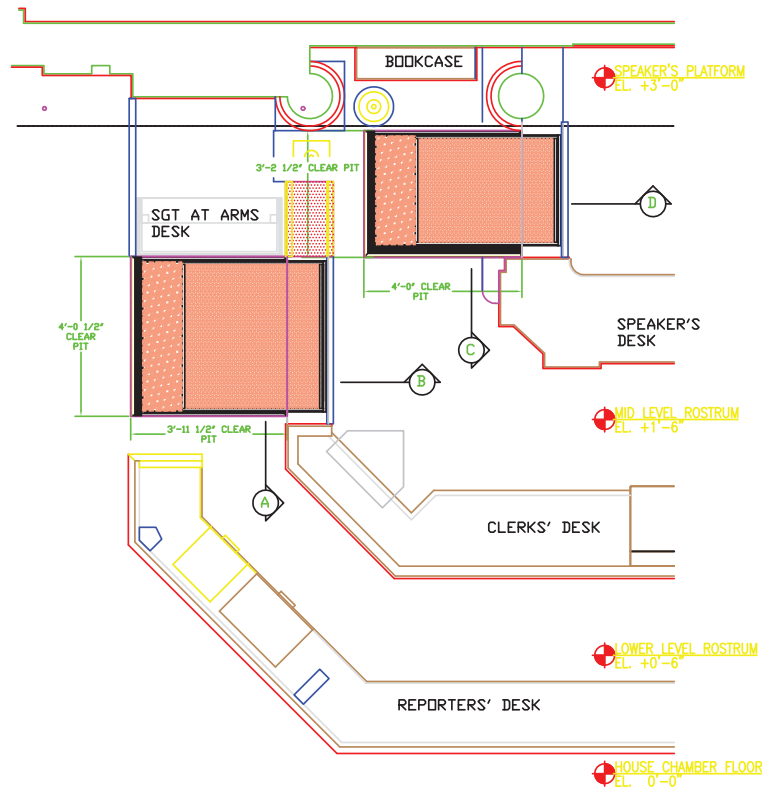 BOOKCASE
SPEAKER'S PLATFORM
EL. +3'-0"
3'-2 1/2" CLEAR PIT
SGT AT ARMS
DESK
D
4'-0" CLEAR
PIT
4'-0 1/2"
CLEAR
PIT
SPEAKER'S
DESK
C
B
MID LEVEL ROSTRUM
EL. +1'-6"
3'-11 1/2" CLEAR
PIT
A
CLERKS' DESK
LOWER LEVEL ROSTRUM
EL. +0'-6"
REPORTERS' DESK
HOUSE CHAMBER FLOOR
EL. 0'-0"